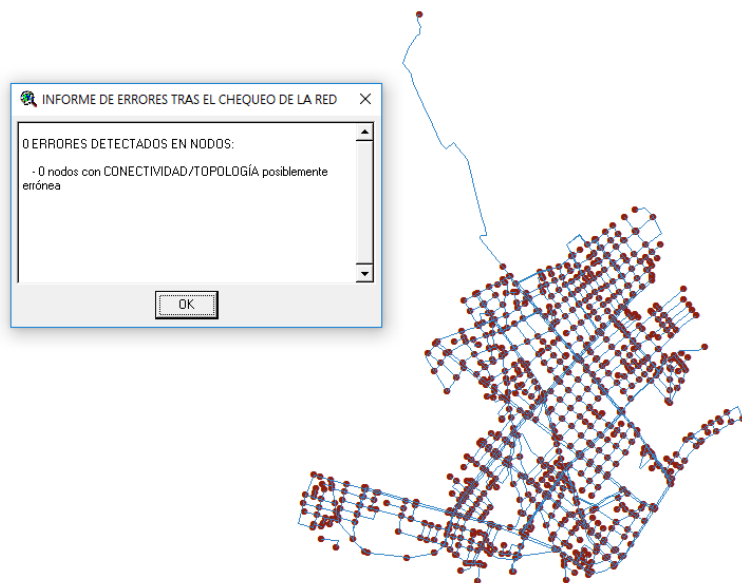 INFORME DE ERRORES TRAS EL CHEQUEO DE LA RED
0 ERRORES DETECTADOS EN NODOS:
- 0 nodos con CONECTIVIDAD/TOPOLOGÍA posiblemente
errónea
OK